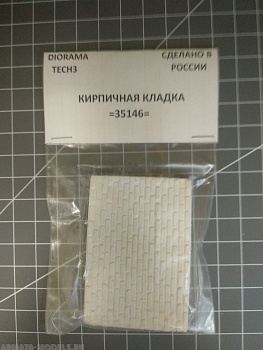 DIORAMA СДЕЛАНО В
TECH3 РОССИИ
КИРПИЧНАЯ КЛАДКА
=35146=